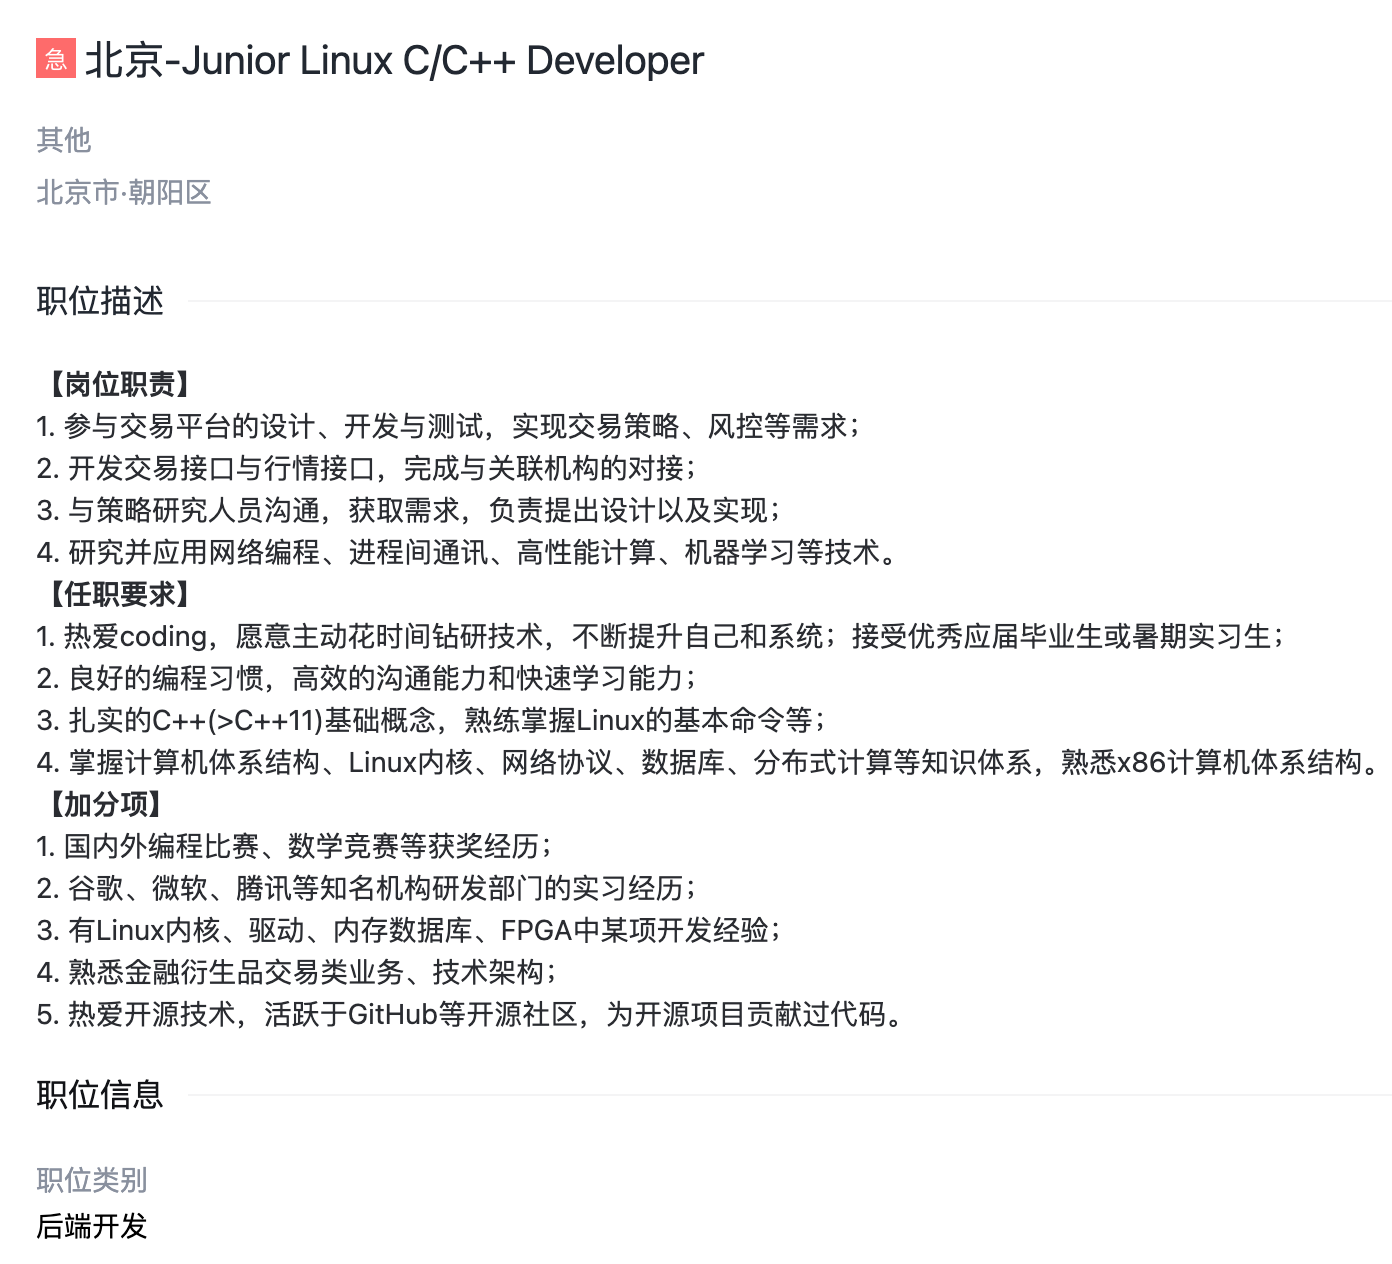 急 北京-Junior Linux C/C++ Developer
其他
北京市·朝阳区
职位描述
【岗位职责】
1. 参与交易平台的设计、开发与测试，实现交易策略、风控等需求；
2. 开发交易接口与行情接口，完成与关联机构的对接；
3. 与策略研究人员沟通，获取需求，负责提出设计以及实现；
4. 研究并应用网络编程、进程间通讯、高性能计算、机器学习等技术。
【任职要求】
1. 热爱coding，愿意主动花时间钻研技术，不断提升自己和系统；接受优秀应届毕业生或暑期实习生；
2. 良好的编程习惯，高效的沟通能力和快速学习能力；
3. 扎实的C++(>C++11)基础概念，熟练掌握Linux的基本命令等；
4. 掌握计算机体系结构、Linux内核、网络协议、数据库、分布式计算等知识体系，熟悉x86计算机体系结构。
【加分项】
1. 国内外编程比赛、数学竞赛等获奖经历；
2. 谷歌、微软、腾讯等知名机构研发部门的实习经历；
3. 有Linux内核、驱动、内存数据库、FPGA中某项开发经验；
4. 熟悉金融衍生品交易类业务、技术架构；
5. 热爱开源技术，活跃于GitHub等开源社区，为开源项目贡献过代码。
职位信息
职位类别
后端开发